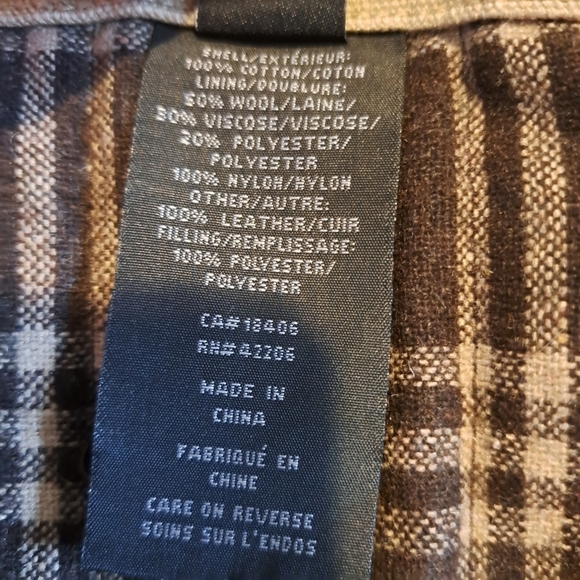 SHELL/EXTÉRIEUR:
100% COTTON/COTON
LINING/DOUBLURE:
50% WOOL/LAINE/
30% VISCOSE/VISCOSE/
20% POLYESTER/
POLYESTER
100% NYLON/NYLON
OTHER/AUTRE:
100% LEATHER/CUIR
FILLING/REMPLISSAGE:
100% POLYESTER/
POLYESTER
CA#18406
RN#42206
MADE IN
CHINA
FABRIQUÉ EN
CHINE
CARE ON REVERSE
SOINS SUR L'ENDOS